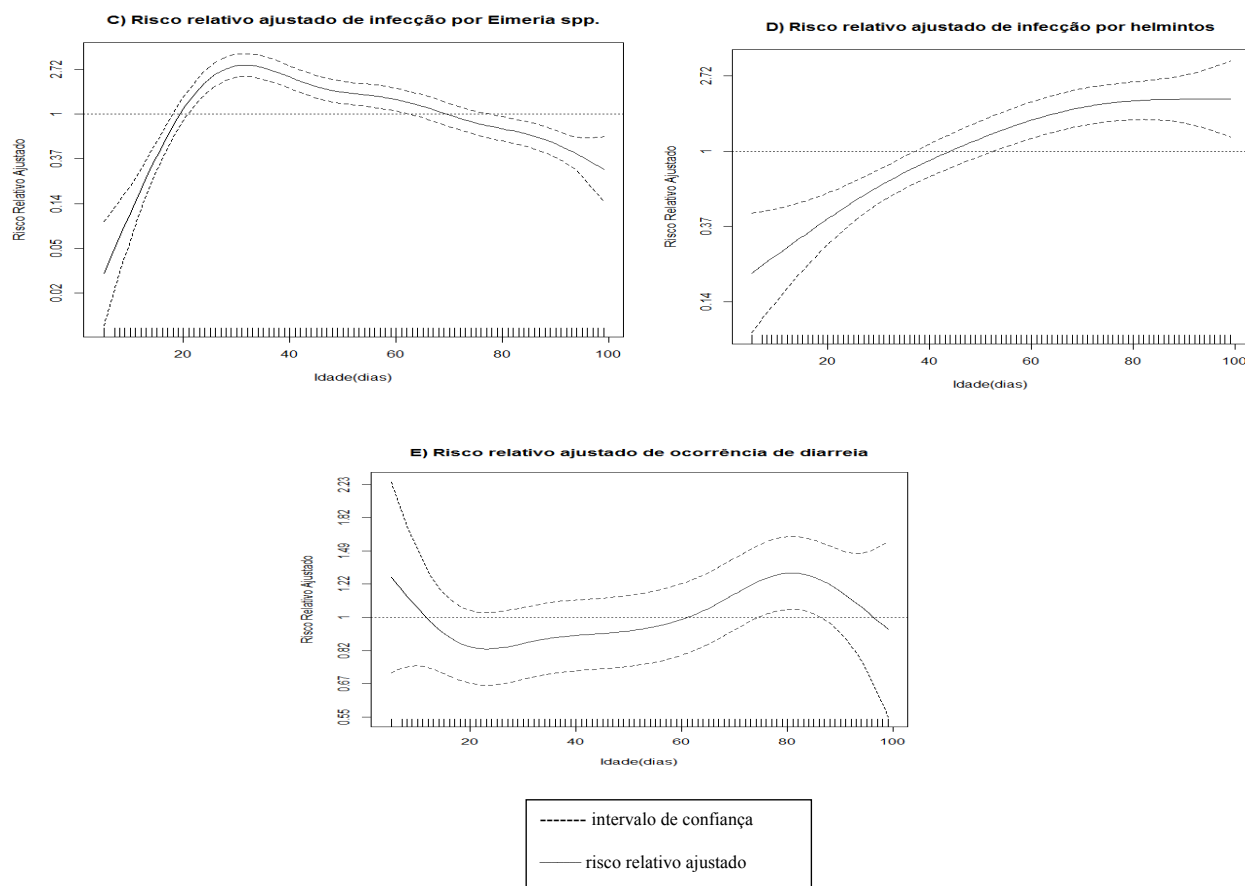 C) Risco relativo ajustado de infecção por Eimeria spp.
Risco Relativo Ajustado
2.72
1
0.37
0.14
0.05
0.02
20 40 60 80 100
Idade(dias)
D) Risco relativo ajustado de infecção por helmintos
Risco Relativo Ajustado
2.72
1
0.37
0.14
20 40 60 80 100
Idade(dias)
E) Risco relativo ajustado de ocorrência de diarreia
Risco Relativo Ajustado
2.23
1.82
1.49
1.22
1
0.82
0.67
0.55
20 40 60 80 100
Idade(dias)
intervalo de confiança
risco relativo ajustado